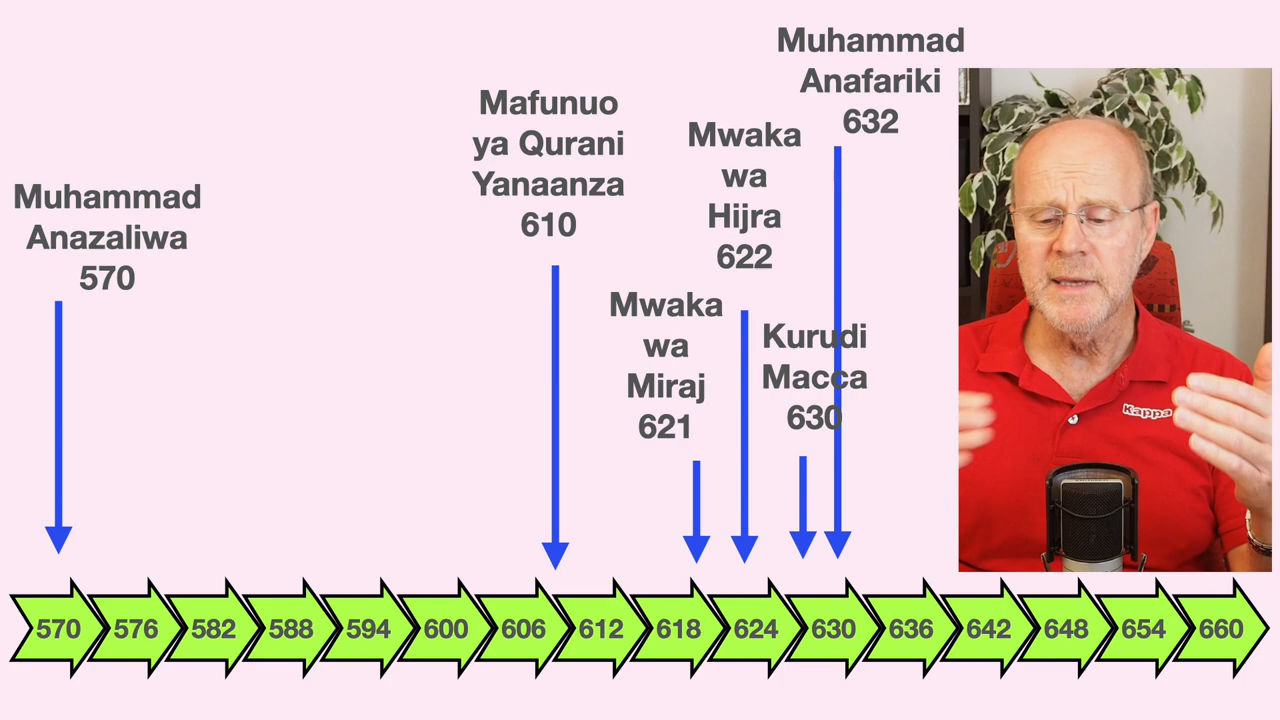 Muhammad
Anazaliwa
570
Mafunuo
ya Qurani
Yanaanza
610
Mwaka
wa
Miraj
621
Mwaka
wa
Hijra
622
Kurudi
Macca
630
Muhammad
Anafariki
632
Kappa
570 576 582 588 594 600 606 612 618 624 630 636 642 648 654 660